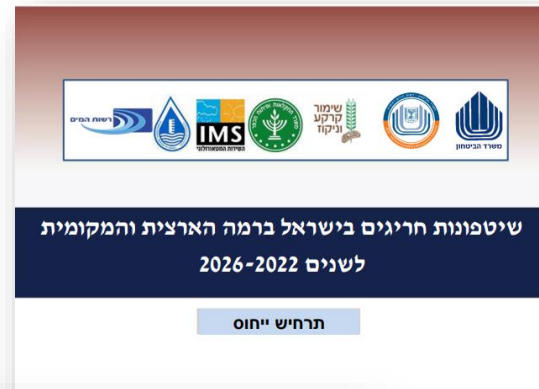 רשות המים
IMS
השירות המטאורולוגי
שימור
קרקע
וניקוז
משרד הביטחון
שיטפונות חריגים בישראל ברמה הארצית והמקומית
לשנים 2026-2022
תרחיש ייחוס